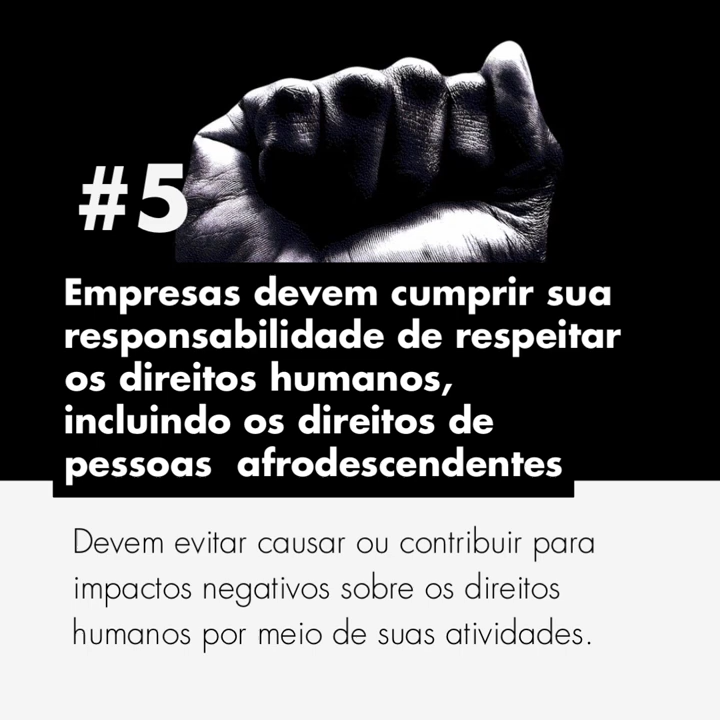 #5
Empresas devem cumprir sua
responsabilidade de respeitar
os direitos humanos,
incluindo os direitos de
pessoas  afrodescendentes
Devem evitar causar ou contribuir para
impactos negativos sobre os direitos
humanos por meio de suas atividades.